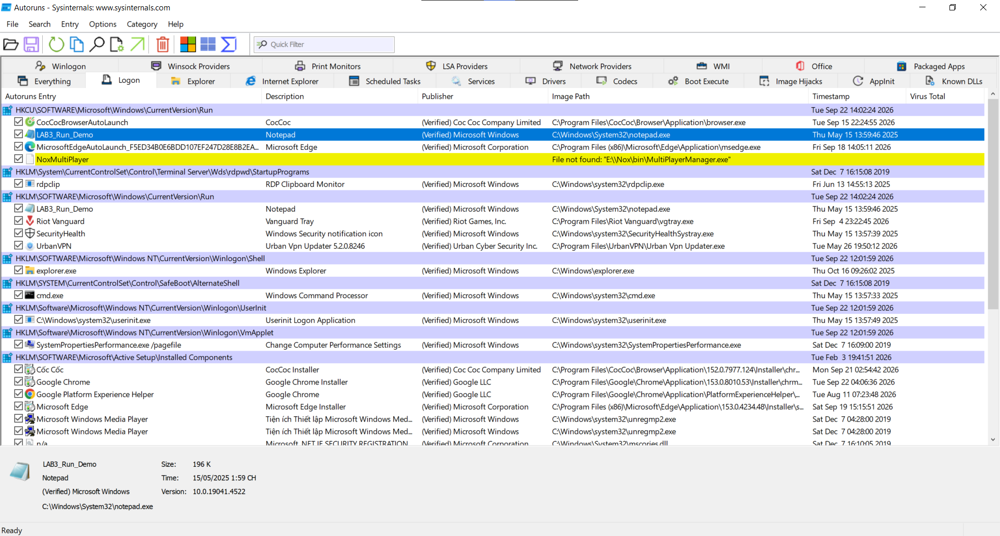 Autoruns - Sysinternals: www.sysinternals.com
File Search Entry Options Category Help
Quick Filter
Winlogon Winsock Providers Print Monitors LSA Providers Network Providers WMI Office Packaged Apps
Everything Logon Explorer Internet Explorer Scheduled Tasks Services Drivers Codecs Boot Execute Image Hijacks AppInit Known DLLs
Autoruns Entry Description Publisher Image Path Timestamp Virus Total
HKCU\SOFTWARE\Microsoft\Windows\CurrentVersion\Run Tue Sep 22 14:02:24 2026
CocCocBrowserAutoLaunch CocCoc (Verified) Coc Coc Company Limited C:\Program Files\CocCoc\Browser\Application\browser.exe Tue Sep 15 22:24:55 2026
LAB3_Run_Demo Notepad (Verified) Microsoft Windows C:\Windows\System32\notepad.exe Thu May 15 13:59:46 2025
MicrosoftEdgeAutoLaunch_F5ED34B0E6BDD107EF247D28E8B2EA... Microsoft Edge (Verified) Microsoft Corporation C:\Program Files (x86)\Microsoft\Edge\Application\msedge.exe Fri Sep 18 14:05:11 2026
NoxMultiPlayer File not found: "E:\\Nox\bin\MultiPlayerManager.exe"
HKLM\System\CurrentControlSet\Control\Terminal Server\Wds\rdpwd\StartupPrograms Sat Dec 7 16:15:08 2019
rdpclip RDP Clipboard Monitor (Verified) Microsoft Windows C:\Windows\system32\rdpclip.exe Fri Jun 13 14:55:13 2025
HKLM\SOFTWARE\Microsoft\Windows\CurrentVersion\Run Tue Sep 22 14:02:24 2026
LAB3_Run_Demo Notepad (Verified) Microsoft Windows C:\Windows\System32\notepad.exe Thu May 15 13:59:46 2025
Riot Vanguard Vanguard Tray (Verified) Riot Games, Inc. C:\Program Files\Riot Vanguard\vgtray.exe Fri Sep 4 23:22:45 2026
SecurityHealth Windows Security notification icon (Verified) Microsoft Windows C:\Windows\system32\SecurityHealthSystray.exe Thu May 15 13:57:39 2025
UrbanVPN Urban Vpn Updater 5.2.0.8246 (Verified) Urban Cyber Security Inc. C:\Program Files\UrbanVPN\Urban Vpn Updater.exe Tue May 26 19:50:12 2026
HKLM\SOFTWARE\Microsoft\Windows NT\CurrentVersion\Winlogon\Shell Tue Sep 22 12:01:59 2026
explorer.exe Windows Explorer (Verified) Microsoft Windows C:\Windows\explorer.exe Thu Oct 16 09:26:02 2025
HKLM\SYSTEM\CurrentControlSet\Control\SafeBoot\AlternateShell Sat Dec 7 16:15:08 2019
cmd.exe Windows Command Processor (Verified) Microsoft Windows C:\Windows\system32\cmd.exe Thu May 15 13:57:33 2025
HKLM\Software\Microsoft\Windows NT\CurrentVersion\Winlogon\UserInit Tue Sep 22 12:01:59 2026
C:\Windows\system32\userinit.exe Userinit Logon Application (Verified) Microsoft Windows C:\Windows\system32\userinit.exe Thu May 15 13:57:49 2025
HKLM\Software\Microsoft\Windows NT\CurrentVersion\Winlogon\VmApplet Tue Sep 22 12:01:59 2026
SystemPropertiesPerformance.exe /pagefile Change Computer Performance Settings (Verified) Microsoft Windows C:\Windows\system32\SystemPropertiesPerformance.exe Sat Dec 7 16:09:00 2019
HKLM\SOFTWARE\Microsoft\Active Setup\Installed Components Tue Feb 3 19:41:51 2026
Cốc Cốc CocCoc Installer (Verified) Coc Coc Company Limited C:\Program Files\CocCoc\Browser\Application\152.0.7977.124\Installer\chr... Mon Sep 21 02:54:42 2026
Google Chrome Google Chrome Installer (Verified) Google LLC C:\Program Files\Google\Chrome\Application\153.0.8010.53\Installer\chrm... Tue Sep 22 04:06:36 2026
Google Platform Experience Helper Google Chrome (Verified) Google LLC C:\Program Files\Google\Chrome\Application\PlatformExperienceHelper\... Tue Aug 11 07:23:48 2026
Microsoft Edge Microsoft Edge Installer (Verified) Microsoft Corporation C:\Program Files (x86)\Microsoft\Edge\Application\153.0.4234.48\Installer\s... Sat Sep 19 15:15:51 2026
Microsoft Windows Media Player Tiện ích Thiết lập Microsoft Windows Med... (Verified) Microsoft Windows C:\Windows\system32\unregmp2.exe Sat Dec 7 04:28:00 2019
Microsoft Windows Media Player Tiện ích Thiết lập Microsoft Windows Med... (Verified) Microsoft Windows C:\Windows\system32\unregmp2.exe Sat Dec 7 04:28:00 2019
n/a Microsoft .NET IE SECURITY REGISTRATION (Verified) Microsoft Corporation C:\Windows\System32\mscories.dll Sat Dec 7 16:10:05 2019
LAB3_Run_Demo Size: 196 K
Notepad Time: 15/05/2025 1:59 CH
(Verified) Microsoft Windows Version: 10.0.19041.4522
C:\Windows\System32\notepad.exe
Ready